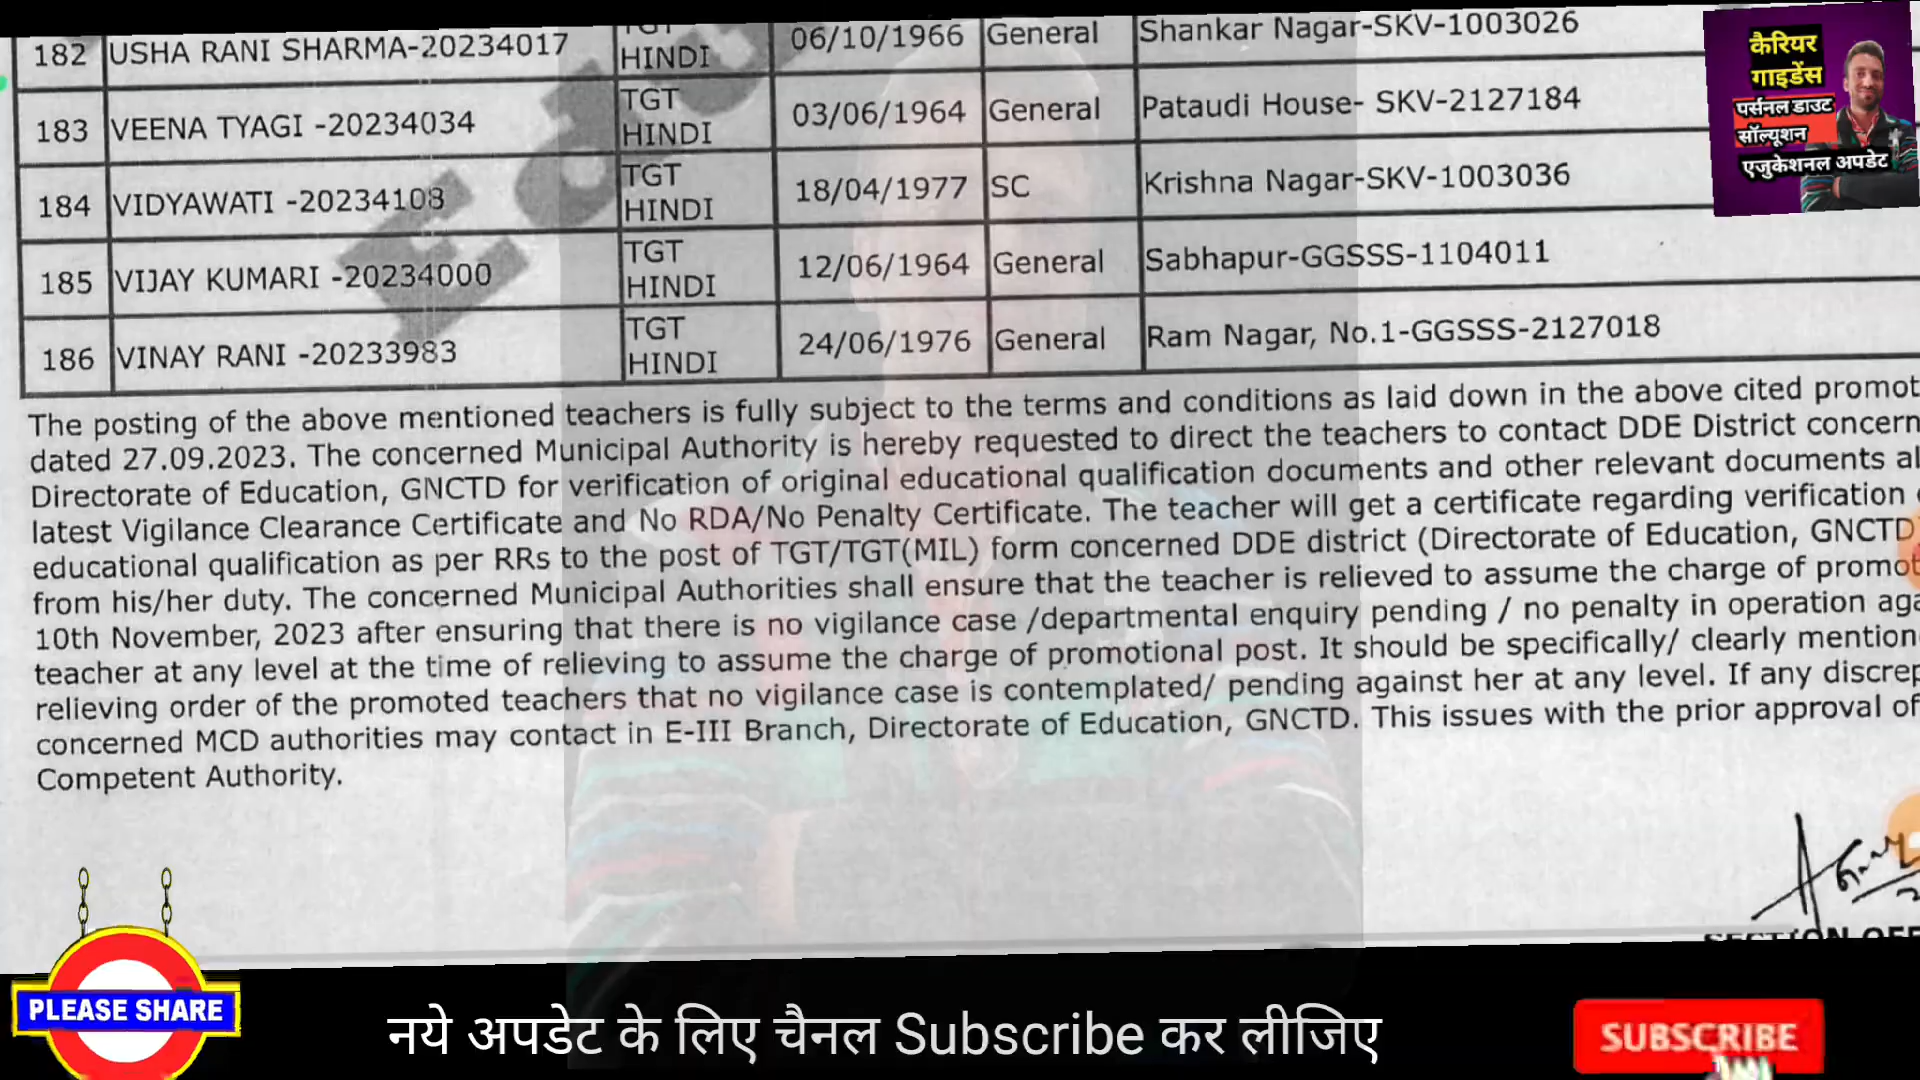 182 USHA RANI SHARMA-20234017 TGT HINDI 06/10/1966 General Shankar Nagar-SKV-1003026
183 VEENA TYAGI -20234034 TGT HINDI 03/06/1964 General Pataudi House- SKV-2127184
184 VIDYAWATI -20234108 TGT HINDI 18/04/1977 SC Krishna Nagar-SKV-1003036
185 VIJAY KUMARI -20234000 TGT HINDI 12/06/1964 General Sabhapur-GGSSS-1104011
186 VINAY RANI -20233983 TGT HINDI 24/06/1976 General Ram Nagar, No.1-GGSSS-2127018
कैरियर
गाइडेंस
पर्सनल डाउट
सॉल्यूशन
एजुकेशनल अपडेट
The posting of the above mentioned teachers is fully subject to the terms and conditions as laid down in the above cited promot
dated 27.09.2023. The concerned Municipal Authority is hereby requested to direct the teachers to contact DDE District concern
Directorate of Education, GNCTD for verification of original educational qualification documents and other relevant documents al
latest Vigilance Clearance Certificate and No RDA/No Penalty Certificate. The teacher will get a certificate regarding verification
educational qualification as per RRs to the post of TGT/TGT(MIL) form concerned DDE district (Directorate of Education, GNCTD
from his/her duty. The concerned Municipal Authorities shall ensure that the teacher is relieved to assume the charge of promot
10th November, 2023 after ensuring that there is no vigilance case /departmental enquiry pending / no penalty in operation aga
teacher at any level at the time of relieving to assume the charge of promotional post. It should be specifically/ clearly mention
relieving order of the promoted teachers that no vigilance case is contemplated/ pending against her at any level. If any discrep
concerned MCD authorities may contact in E-III Branch, Directorate of Education, GNCTD. This issues with the prior approval of
Competent Authority.
SECTION OFF
PLEASE SHARE
नये अपडेट के लिए चैनल Subscribe कर लीजिए
SUBSCRIBE